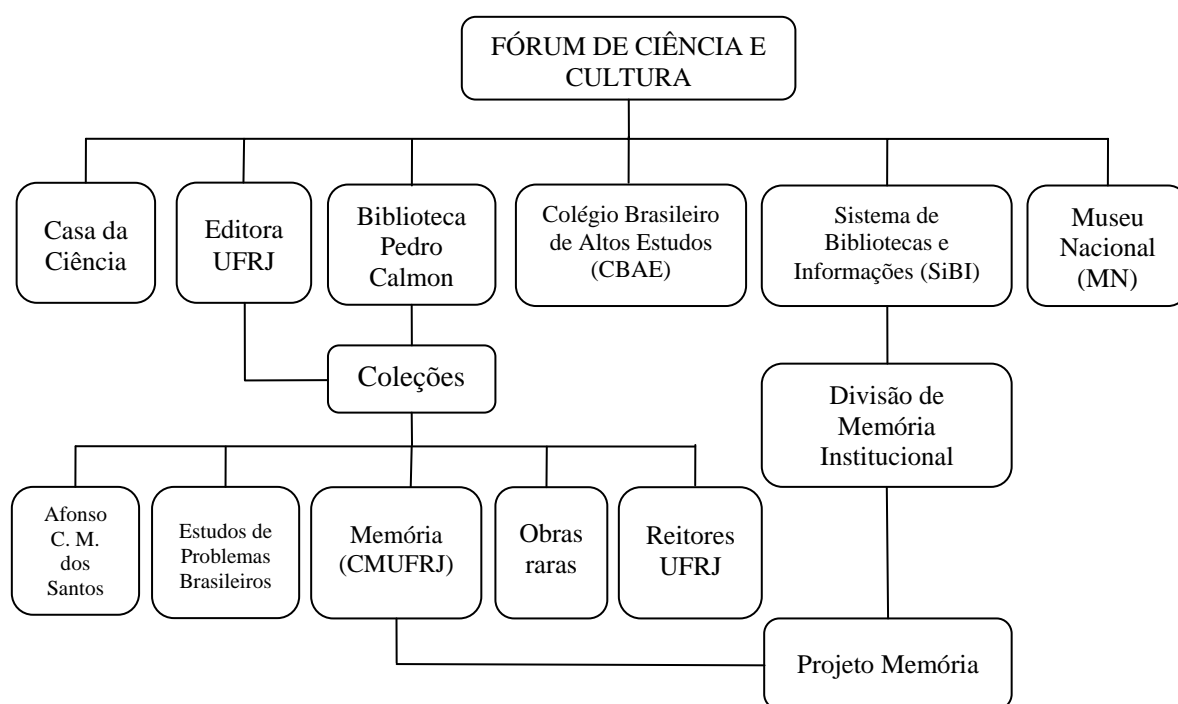 FÓRUM DE CIÊNCIA E
CULTURA
Casa da
Ciência
Editora
UFRJ
Biblioteca
Pedro
Calmon
Colégio Brasileiro
de Altos Estudos
(CBAE)
Sistema de
Bibliotecas e
Informações (SiBI)
Museu
Nacional
(MN)
Coleções
Divisão de
Memória
Institucional
Afonso
C. M.
dos
Santos
Estudos de
Problemas
Brasileiros
Memória
(CMUFRJ)
Obras
raras
Reitores
UFRJ
Projeto Memória